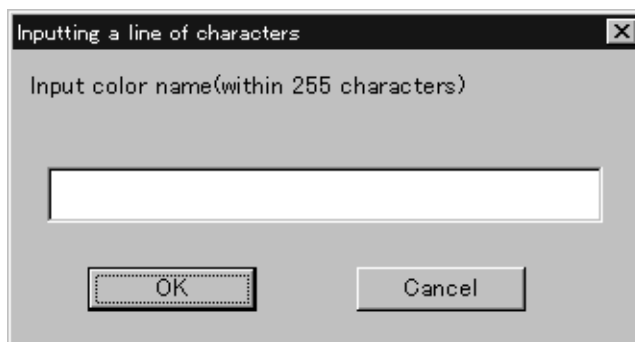 Inputting a line of characters
Input color name(within 255 characters)
OK
Cancel